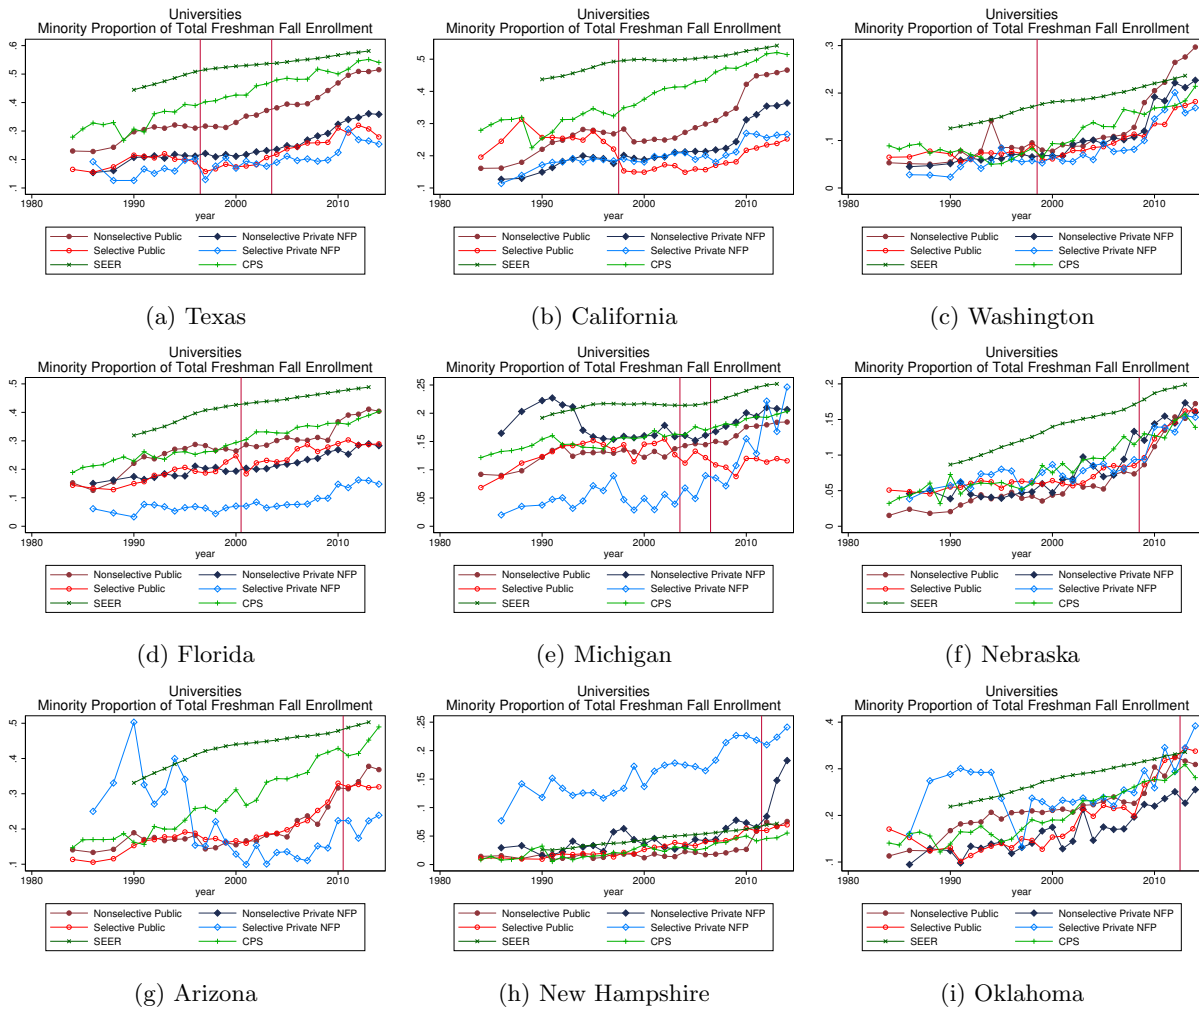 Universities
Minority Proportion of Total Freshman Fall Enrollment
.6
.5
.4
.3
.2
.1
1980
1990
2000
2010
year
Nonselective Public
Nonselective Private NFP
Selective Public
Selective Private NFP
SEER
CPS
(a) Texas
Universities
Minority Proportion of Total Freshman Fall Enrollment
.6
.5
.4
.3
.2
.1
1980
1990
2000
2010
year
Nonselective Public
Nonselective Private NFP
Selective Public
Selective Private NFP
SEER
CPS
(b) California
Universities
Minority Proportion of Total Freshman Fall Enrollment
.3
.2
.1
0
1980
1990
2000
2010
year
Nonselective Public
Nonselective Private NFP
Selective Public
Selective Private NFP
SEER
CPS
(c) Washington
Universities
Minority Proportion of Total Freshman Fall Enrollment
.5
.4
.3
.2
.1
0
1980
1990
2000
2010
year
Nonselective Public
Nonselective Private NFP
Selective Public
Selective Private NFP
SEER
CPS
(d) Florida
Universities
Minority Proportion of Total Freshman Fall Enrollment
.25
.2
.15
.1
.05
0
1980
1990
2000
2010
year
Nonselective Public
Nonselective Private NFP
Selective Public
Selective Private NFP
SEER
CPS
(e) Michigan
Universities
Minority Proportion of Total Freshman Fall Enrollment
.2
.15
.1
.05
0
1980
1990
2000
2010
year
Nonselective Public
Nonselective Private NFP
Selective Public
Selective Private NFP
SEER
CPS
(f) Nebraska
Universities
Minority Proportion of Total Freshman Fall Enrollment
.5
.4
.3
.2
.1
1980
1990
2000
2010
year
Nonselective Public
Nonselective Private NFP
Selective Public
Selective Private NFP
SEER
CPS
(g) Arizona
Universities
Minority Proportion of Total Freshman Fall Enrollment
.25
.2
.15
.1
.05
0
1980
1990
2000
2010
year
Nonselective Public
Nonselective Private NFP
Selective Public
Selective Private NFP
SEER
CPS
(h) New Hampshire
Universities
Minority Proportion of Total Freshman Fall Enrollment
.4
.3
.2
.1
1980
1990
2000
2010
year
Nonselective Public
Nonselective Private NFP
Selective Public
Selective Private NFP
SEER
CPS
(i) Oklahoma